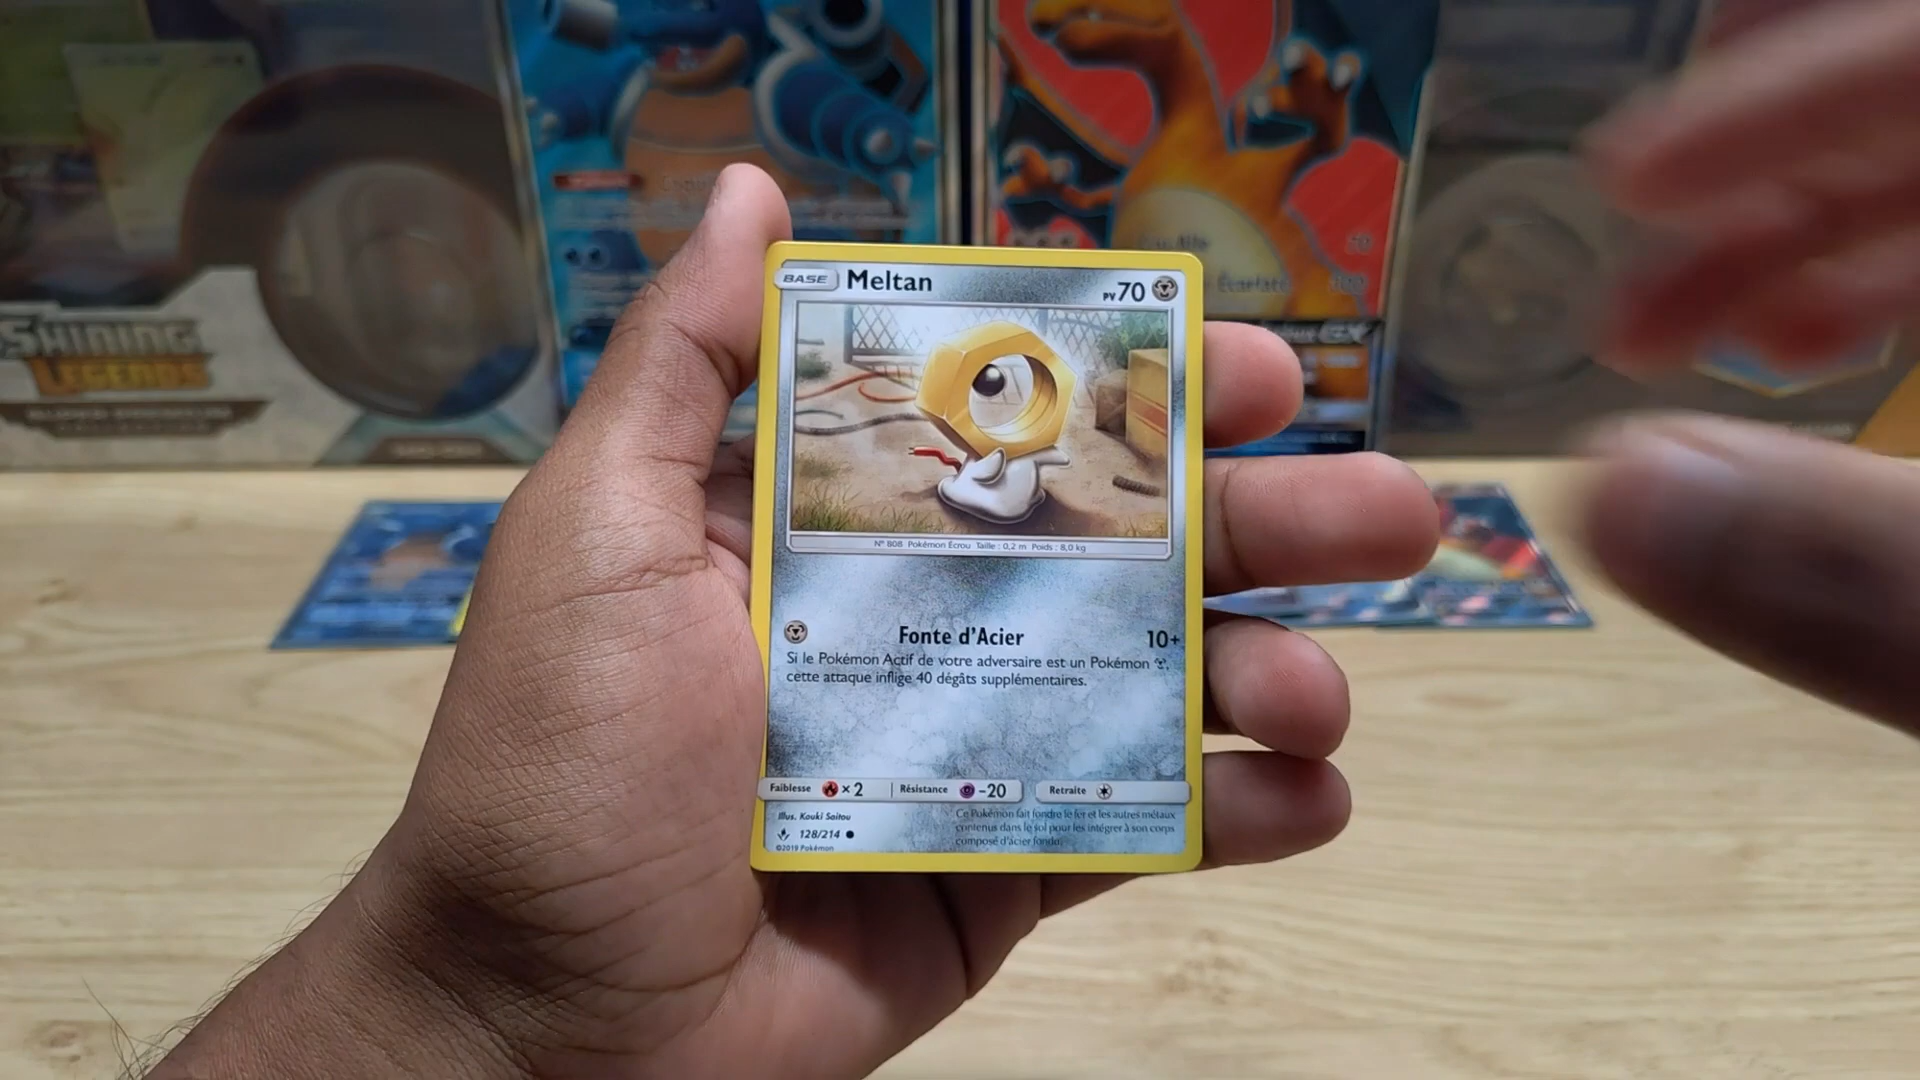 SHINING
LEGENDS
Écarlate
GX
BASE Meltan PV70
N° 808 Pokémon Écrou Taille : 0,2 m Poids : 8,0 kg
Fonte d'Acier 10+
Si le Pokémon Actif de votre adversaire est un Pokémon ,
cette attaque inflige 40 dégâts supplémentaires.
Faiblesse × 2 Résistance -20 Retraite
Illus. Kouki Saitou
128/214
©2019 Pokémon
Ce Pokémon fait fondre le fer et les autres métaux
contenus dans le sol pour les intégrer à son corps
composé d'acier fondu.